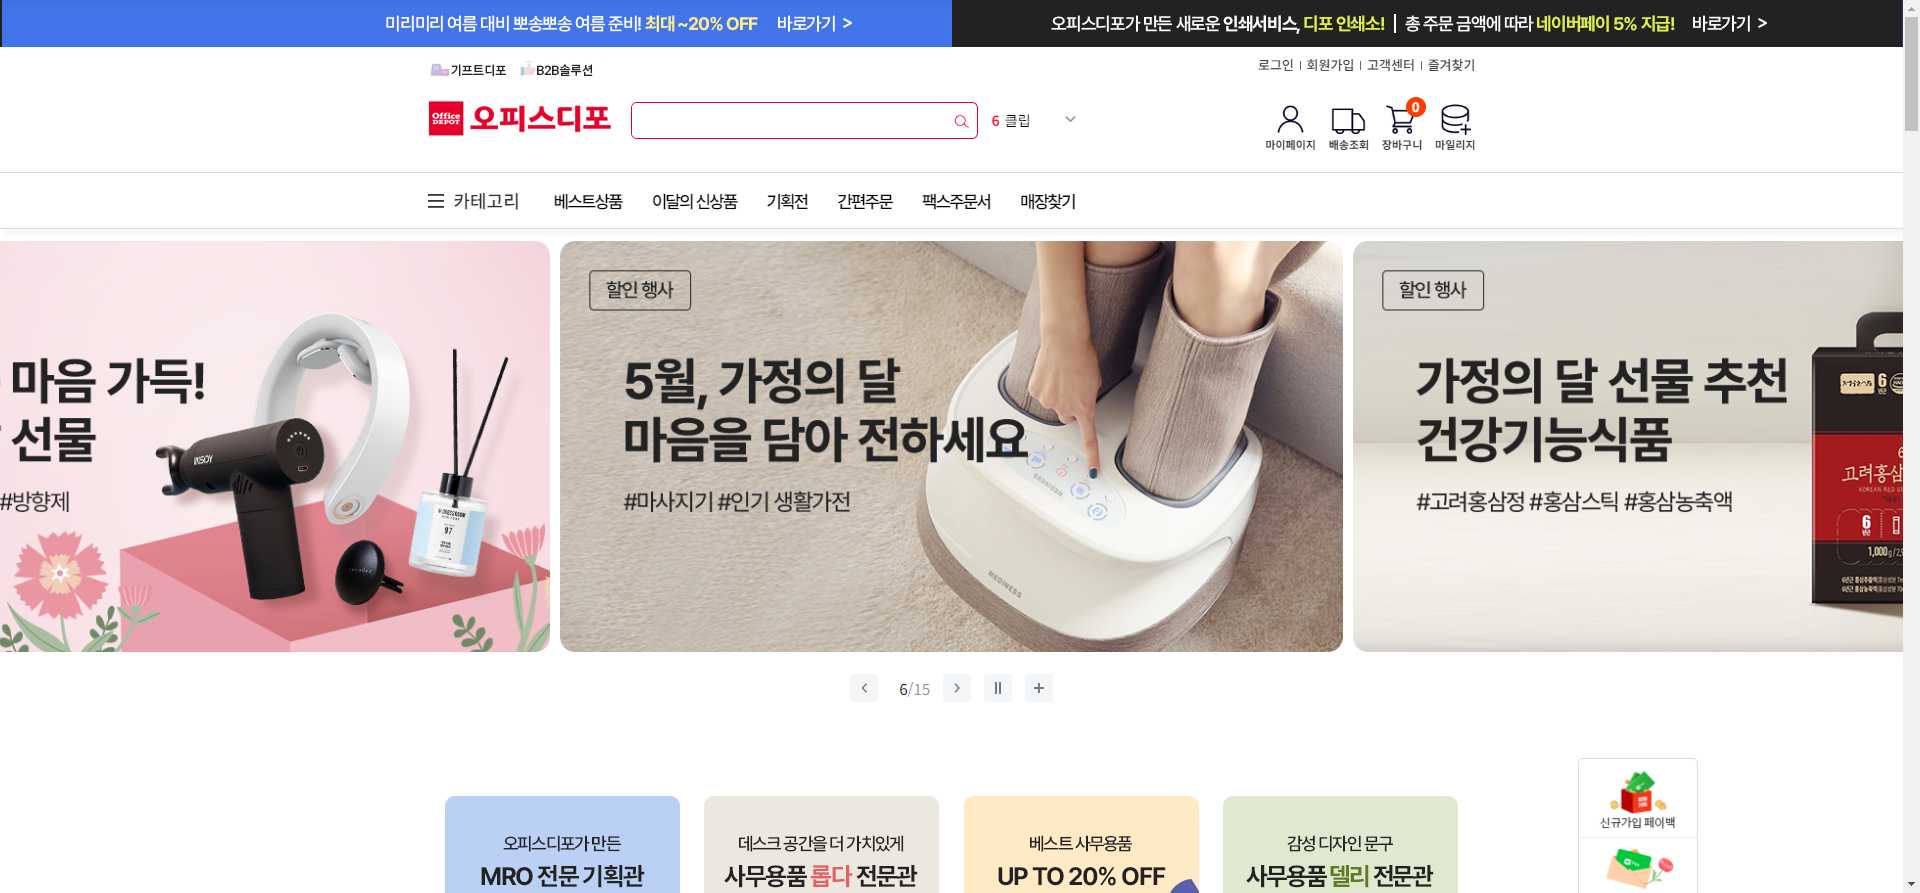 미리미리 여름 대비 뽀송뽀송 여름 준비! 최대 ~20% OFF 바로가기 >
오피스디포가 만든 새로운 인쇄서비스, 디포 인쇄소! | 총 주문 금액에 따라 네이버페이 5% 지급! 바로가기 >
기프트디포 B2B솔루션
로그인 | 회원가입 | 고객센터 | 즐겨찾기
Office DEPOT 오피스디포
6 클립
0
마이페이지 배송조회 장바구니 마일리지
카테고리 베스트상품 이달의 신상품 기획전 간편주문 팩스주문서 매장찾기
마음 가득!
선물
#방향제
97
할인 행사
5월, 가정의 달
마음을 담아 전하세요
#마사지기 #인기 생활가전
MEDINESS
MEDINESS
할인 행사
가정의 달 선물 추천
건강기능식품
#고려홍삼정 #홍삼스틱 #홍삼농축액
6
고려홍삼
6
1,000g
6/15
오피스디포가 만든
MRO 전문 기획관
데스크 공간을 더 가치있게
사무용품 롭다 전문관
베스트 사무용품
UP TO 20% OFF
감성 디자인 문구
사무용품 델리 전문관
신규가입 페이백